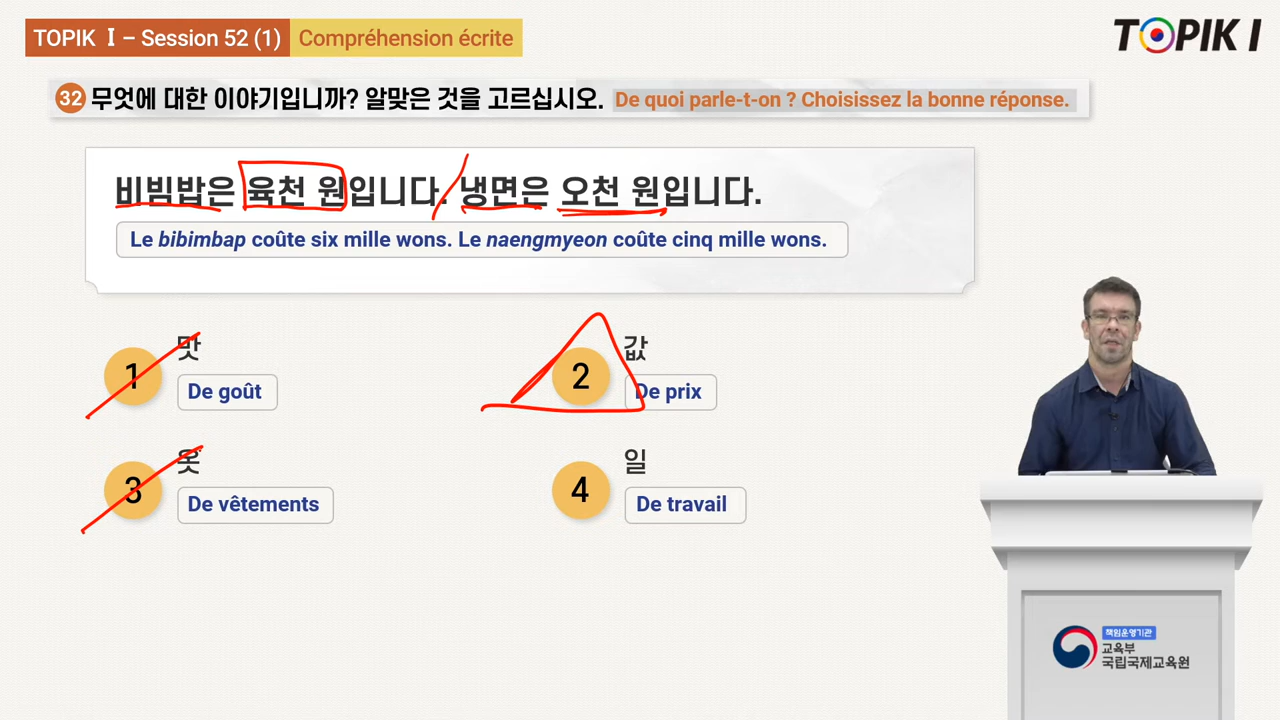 TOPIK I – Session 52 (1) Compréhension écrite
TOPIK I
32 무엇에 대한 이야기입니까? 알맞은 것을 고르십시오. De quoi parle-t-on ? Choisissez la bonne réponse.
비빔밥은 육천 원입니다. 냉면은 오천 원입니다.
Le bibimbap coûte six mille wons. Le naengmyeon coûte cinq mille wons.
1 맛
De goût
2 값
De prix
3 옷
De vêtements
4 일
De travail
책임운영기관
교육부
국립국제교육원